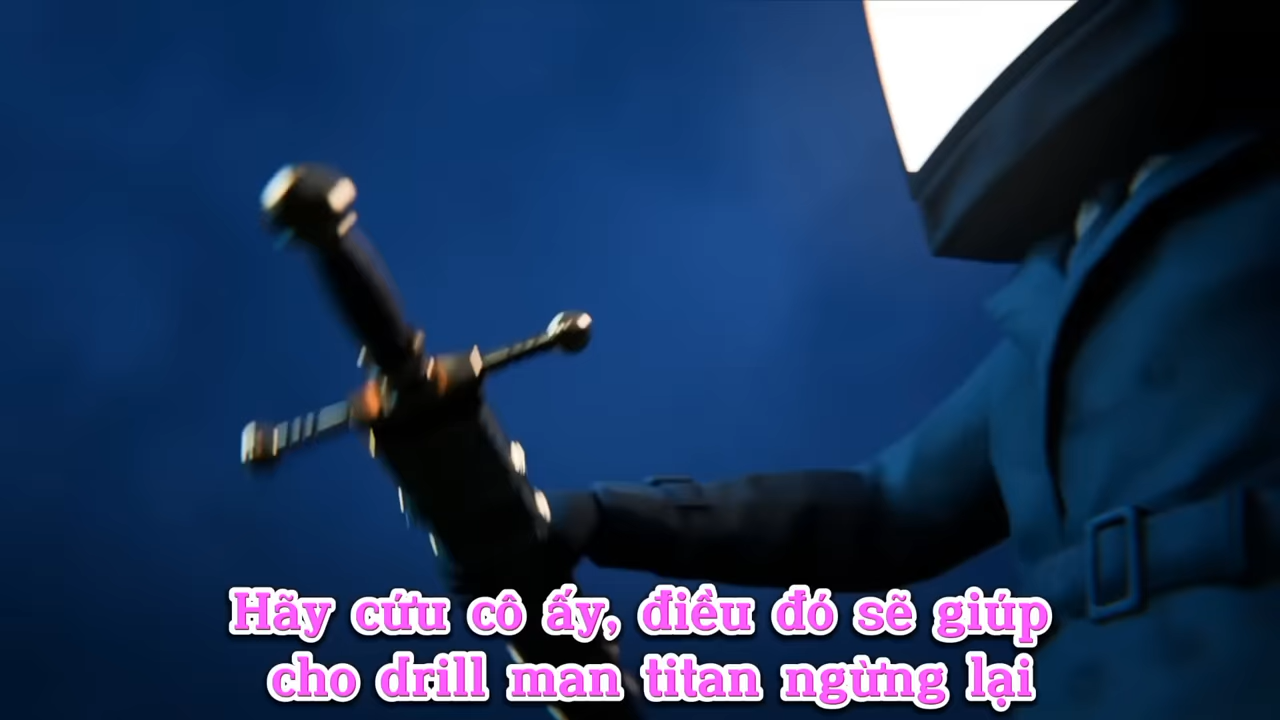 Hãy cứu cô ấy, điều đó sẽ giúp
cho drill man titan ngừng lại